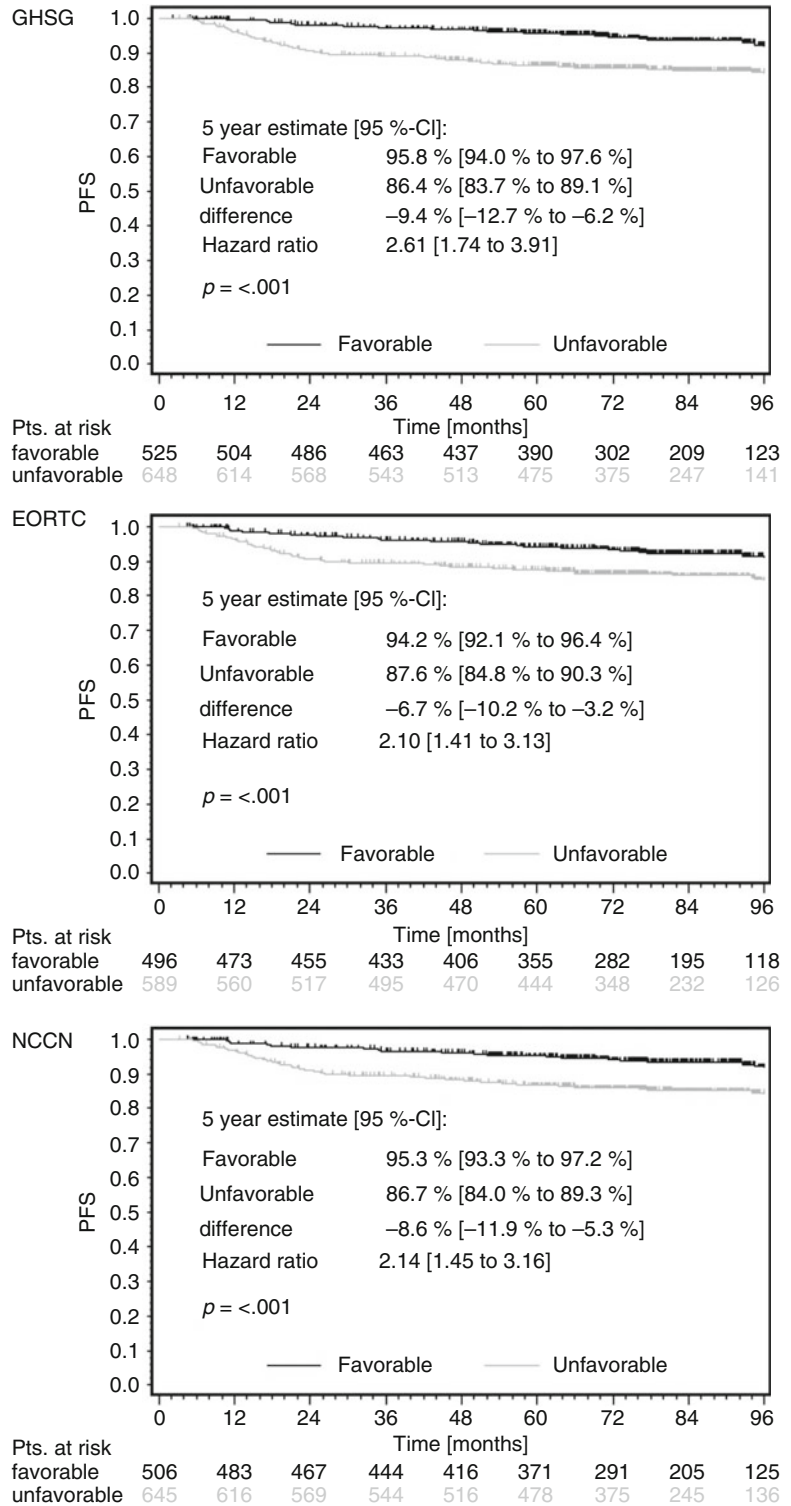 GHSG
1.0
0.9
0.8
0.7
0.6
0.5
0.4
0.3
0.2
0.1
0.0
PFS
5 year estimate [95 %-CI]:
Favorable 95.8 % [94.0 % to 97.6 %]
Unfavorable 86.4 % [83.7 % to 89.1 %]
difference –9.4 % [–12.7 % to –6.2 %]
Hazard ratio 2.61 [1.74 to 3.91]
p = <.001
Favorable Unfavorable
0 12 24 36 48 60 72 84 96
Pts. at risk Time [months]
favorable 525 504 486 463 437 390 302 209 123
unfavorable 648 614 568 543 513 475 375 247 141
EORTC
1.0
0.9
0.8
0.7
0.6
0.5
0.4
0.3
0.2
0.1
0.0
PFS
5 year estimate [95 %-CI]:
Favorable 94.2 % [92.1 % to 96.4 %]
Unfavorable 87.6 % [84.8 % to 90.3 %]
difference –6.7 % [–10.2 % to –3.2 %]
Hazard ratio 2.10 [1.41 to 3.13]
p = <.001
Favorable Unfavorable
0 12 24 36 48 60 72 84 96
Pts. at risk Time [months]
favorable 496 473 455 433 406 355 282 195 118
unfavorable 589 560 517 495 470 444 348 232 126
NCCN
1.0
0.9
0.8
0.7
0.6
0.5
0.4
0.3
0.2
0.1
0.0
PFS
5 year estimate [95 %-CI]:
Favorable 95.3 % [93.3 % to 97.2 %]
Unfavorable 86.7 % [84.0 % to 89.3 %]
difference –8.6 % [–11.9 % to –5.3 %]
Hazard ratio 2.14 [1.45 to 3.16]
p = <.001
Favorable Unfavorable
0 12 24 36 48 60 72 84 96
Pts. at risk Time [months]
favorable 506 483 467 444 416 371 291 205 125
unfavorable 645 616 569 544 516 478 375 245 136